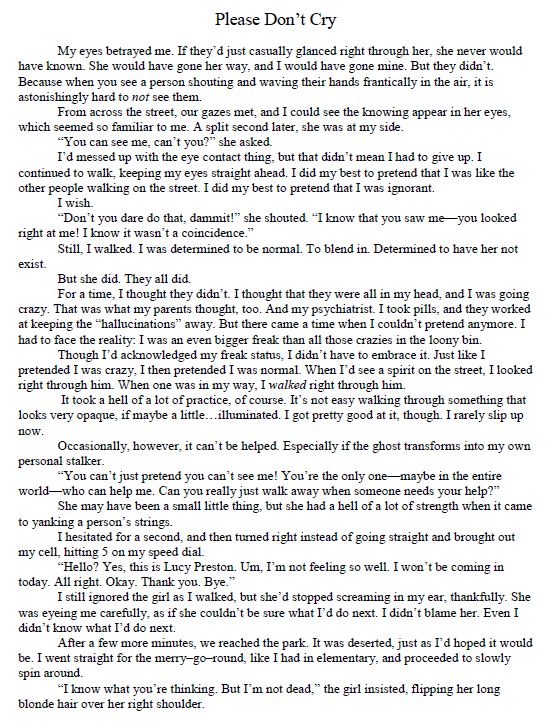 Please Don’t Cry
My eyes betrayed me. If they’d just casually glanced right through her, she never would
have known. She would have gone her way, and I would have gone mine. But they didn’t.
Because when you see a person shouting and waving their hands frantically in the air, it is
astonishingly hard to not see them.
From across the street, our gazes met, and I could see the knowing appear in her eyes,
which seemed so familiar to me. A split second later, she was at my side.
“You can see me, can’t you?” she asked.
I’d messed up with the eye contact thing, but that didn’t mean I had to give up. I
continued to walk, keeping my eyes straight ahead. I did my best to pretend that I was like the
other people walking on the street. I did my best to pretend that I was ignorant.
I wish.
“Don’t you dare do that, dammit!” she shouted. “I know that you saw me—you looked
right at me! I know it wasn’t a coincidence.”
Still, I walked. I was determined to be normal. To blend in. Determined to have her not
exist.
But she did. They all did.
For a time, I thought they didn’t. I thought that they were all in my head, and I was going
crazy. That was what my parents thought, too. And my psychiatrist. I took pills, and they worked
at keeping the “hallucinations” away. But there came a time when I couldn’t pretend anymore. I
had to face the reality: I was an even bigger freak than all those crazies in the loony bin.
Though I’d acknowledged my freak status, I didn’t have to embrace it. Just like I
pretended I was crazy, I then pretended I was normal. When I’d see a spirit on the street, I looked
right through him. When one was in my way, I walked right through him.
It took a hell of a lot of practice, of course. It’s not easy walking through something that
looks very opaque, if maybe a little…illuminated. I got pretty good at it, though. I rarely slip up
now.
Occasionally, however, it can’t be helped. Especially if the ghost transforms into my own
personal stalker.
“You can’t just pretend you can’t see me! You’re the only one—maybe in the entire
world—who can help me. Can you really just walk away when someone needs your help?”
She may have been a small little thing, but she had a hell of a lot of strength when it came
to yanking a person’s strings.
I hesitated for a second, and then turned right instead of going straight and brought out
my cell, hitting 5 on my speed dial.
“Hello? Yes, this is Lucy Preston. Um, I’m not feeling so well. I won’t be coming in
today. All right. Okay. Thank you. Bye.”
I still ignored the girl as I walked, but she’d stopped screaming in my ear, thankfully. She
was eyeing me carefully, as if she couldn’t be sure what I’d do next. I didn’t blame her. Even I
didn’t know what I’d do next.
After a few more minutes, we reached the park. It was deserted, just as I’d hoped it would
be. I went straight for the merry–go–round, like I had in elementary, and proceeded to slowly
spin around.
“I know what you’re thinking. But I’m not dead,” the girl insisted, flipping her long
blonde hair over her right shoulder.